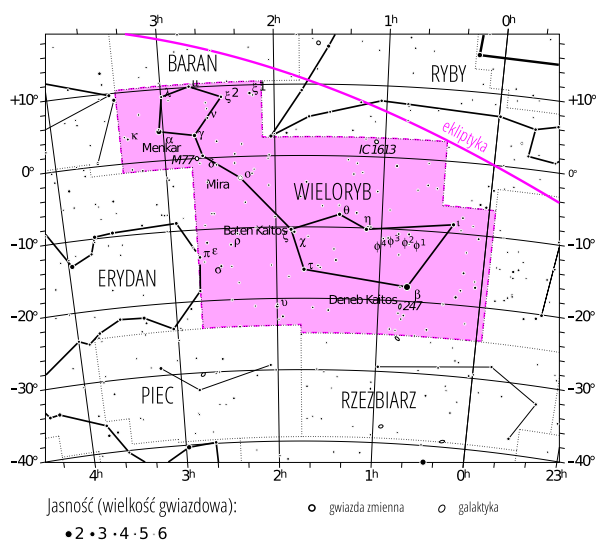 3h 2h 1h 0h
BARAN
RYBY
+10° +10°
λ μ ξ2 ξ1
ν
ekliptyka
κ α γ
Menkar
IC 1613
M77 δ
0° 0°
Mira ο
WIELORYB
θ
Baten Kaitos η ι
ζ χ φ4 φ3 φ2 φ1
-10° -10°
π ε ρ
σ τ
ERYDAN
β
Deneb Kaitos 247
υ
-20° -20°
-30° -30°
PIEC
RZEŹBIARZ
-40° -40°
4h 3h 2h 1h 0h 23h
Jasność (wielkość gwiazdowa):
gwiazda zmienna
galaktyka
2 3 4 5 6